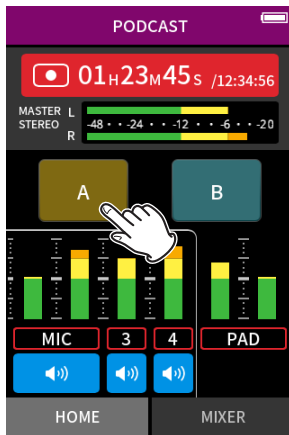 PODCAST
01H23M45S /12:34:56
MASTER L
STEREO -48 • • -24 • • -12 • • -6 • • -20
R
A B
MIC 3 4 PAD
HOME MIXER